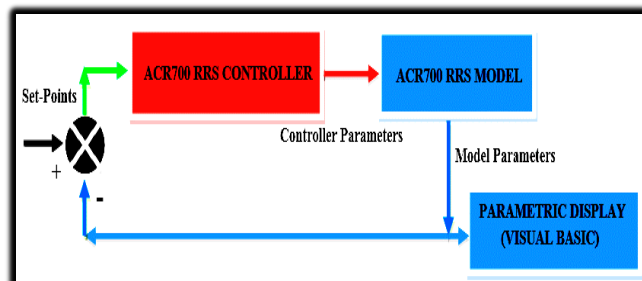 ACR700 RRS CONTROLLER
ACR700 RRS MODEL
Set-Points
Controller Parameters
Model Parameters
+
-
PARAMETRIC DISPLAY
(VISUAL BASIC)